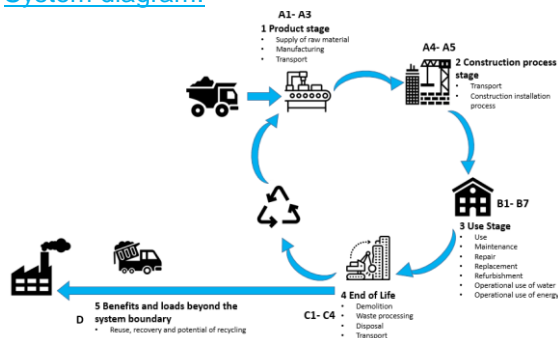 System diagram:
A1- A3
1 Product stage
• Supply of raw material
• Manufacturing
• Transport
A4- A5
2 Construction process
stage
• Transport
• Construction installation
process
B1- B7
3 Use Stage
• Use
• Maintenance
• Repair
• Replacement
• Refurbishment
• Operational use of water
• Operational use of energy
C1- C4
4 End of Life
• Demolition
• Waste processing
• Disposal
• Transport
D
5 Benefits and loads beyond the
system boundary
• Reuse, recovery and potential of recycling